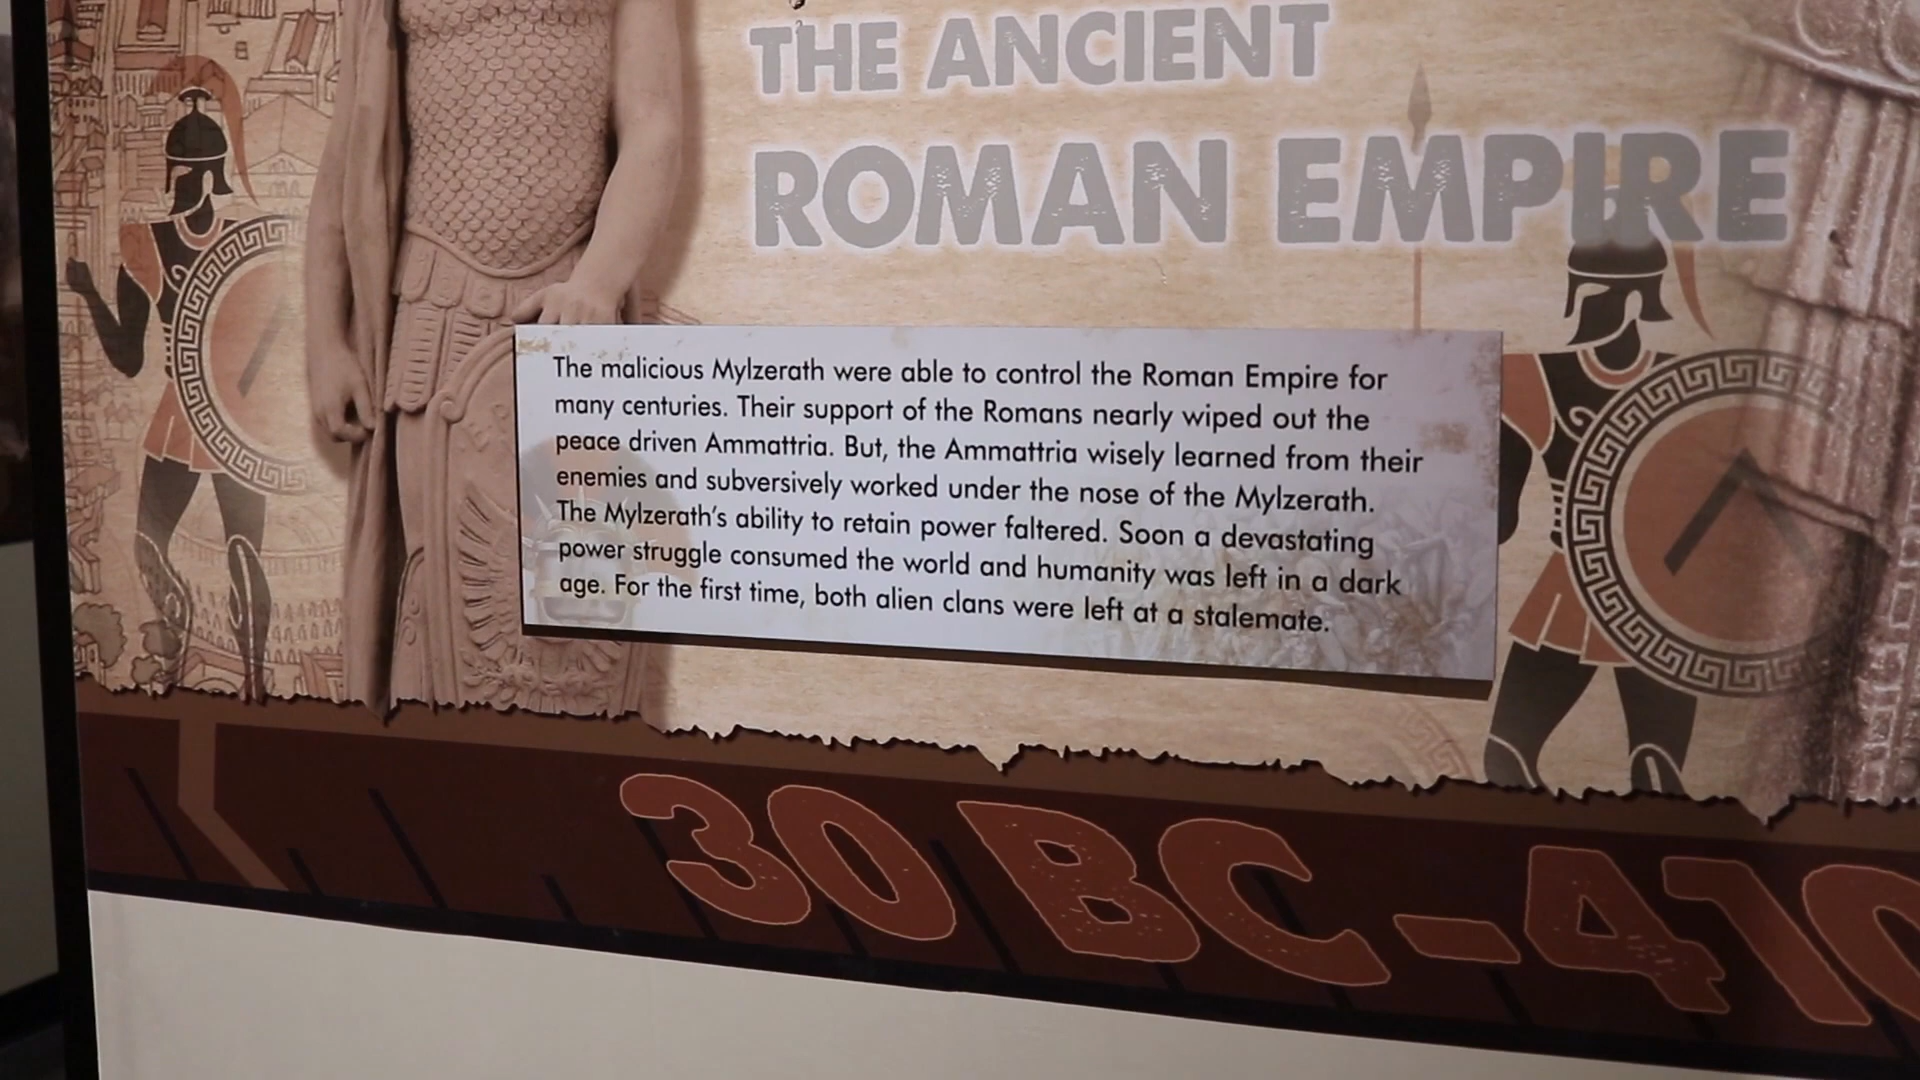 THE ANCIENT
ROMAN EMPIRE
The malicious Mylzerath were able to control the Roman Empire for
many centuries. Their support of the Romans nearly wiped out the
peace driven Ammattria. But, the Ammattria wisely learned from their
enemies and subversively worked under the nose of the Mylzerath.
The Mylzerath's ability to retain power faltered. Soon a devastating
power struggle consumed the world and humanity was left in a dark
age. For the first time, both alien clans were left at a stalemate.
30 BC-410